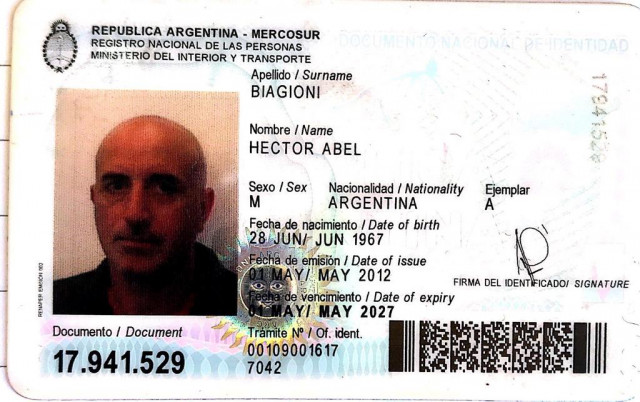 REPUBLICA ARGENTINA - MERCOSUR
REGISTRO NACIONAL DE LAS PERSONAS
MINISTERIO DEL INTERIOR Y TRANSPORTE
DOCUMENTO NACIONAL DE IDENTIDAD
Apellido / Surname
BIAGIONI
Nombre / Name
HECTOR ABEL
Sexo / Sex Nacionalidad / Nationality Ejemplar
M ARGENTINA A
Fecha de nacimiento / Date of birth
28 JUN/ JUN 1967
Fecha de emisión / Date of issue
01 MAY/ MAY 2012
FIRMA DEL IDENTIFICADO/ SIGNATURE
Fecha de vencimiento / Date of expiry
01 MAY/ MAY 2027
Documento / Document
17.941.529
Trámite Nº / Of. ident.
00109001617
7042
17941529